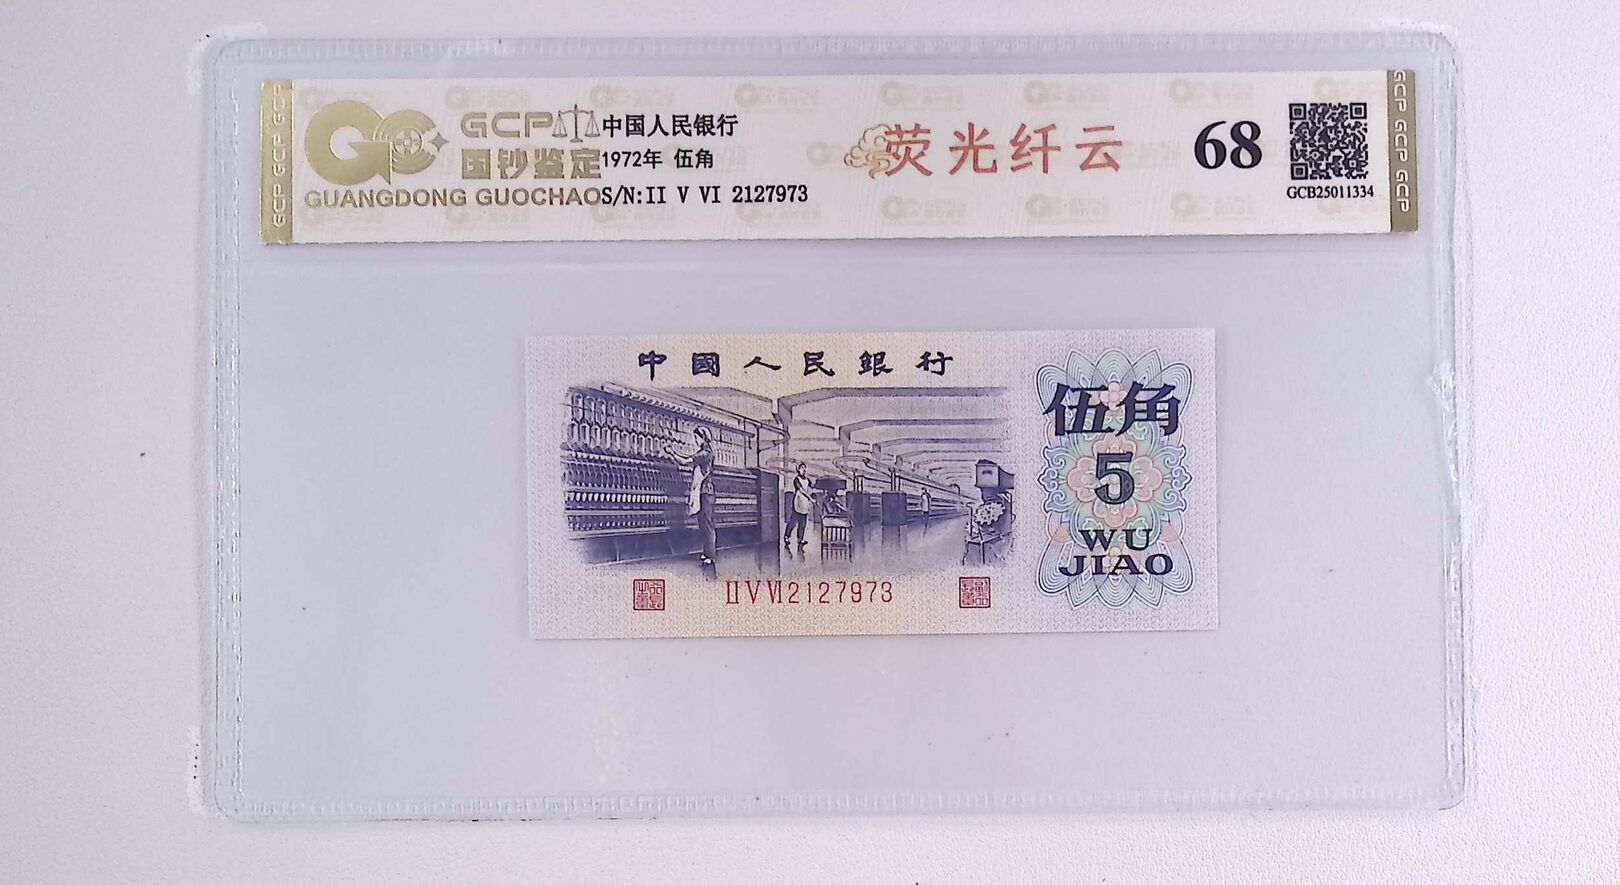 GCP GCP GCP
GCP
国钞鉴定
GUANGDONG GUOCHAO
中国人民银行
1972年 伍角
S/N:II V VI 2127973
荧光纤云
68
GCB25011334
GCP GCP GCP
中國人民銀行
伍角
5
WU
JIAO
II V VI 2127973